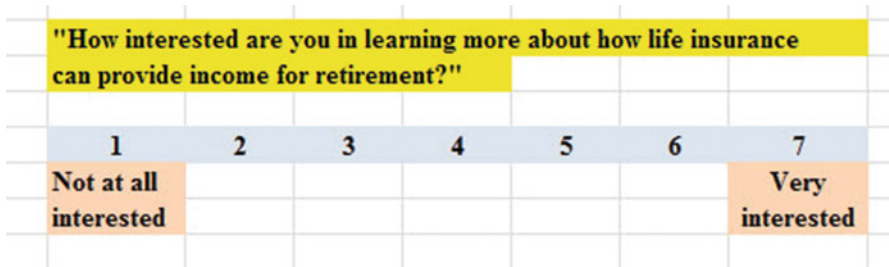 "How interested are you in learning more about how life insurance
can provide income for retirement?"
1 2 3 4 5 6 7
Not at all Very
interested interested